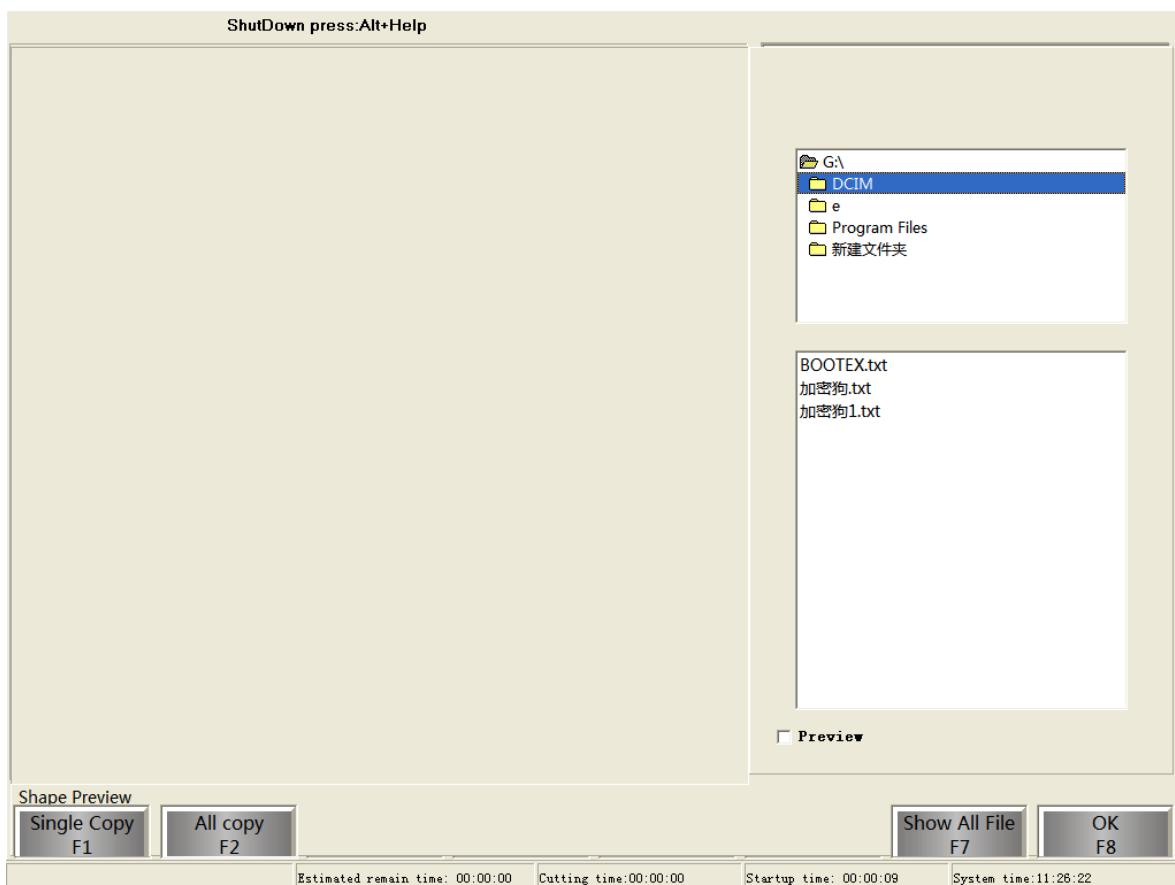 ShutDown press:Alt+Help
G:\
DCIM
e
Program Files
新建文件夹
BOOTEX.txt
加密狗.txt
加密狗1.txt
Preview
Shape Preview
Single Copy
F1
All copy
F2
Show All File
F7
OK
F8
Estimated remain time: 00:00:00
Cutting time:00:00:00
Startup time: 00:00:09
System time:11:26:22